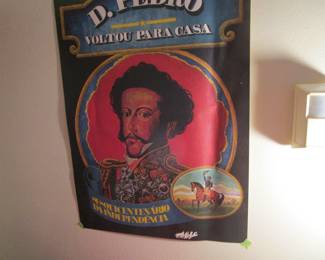 D. PEDRO
VOLTOU PARA CASA
SESQUICENTENÁRIO
DA INDEPENDÊNCIA